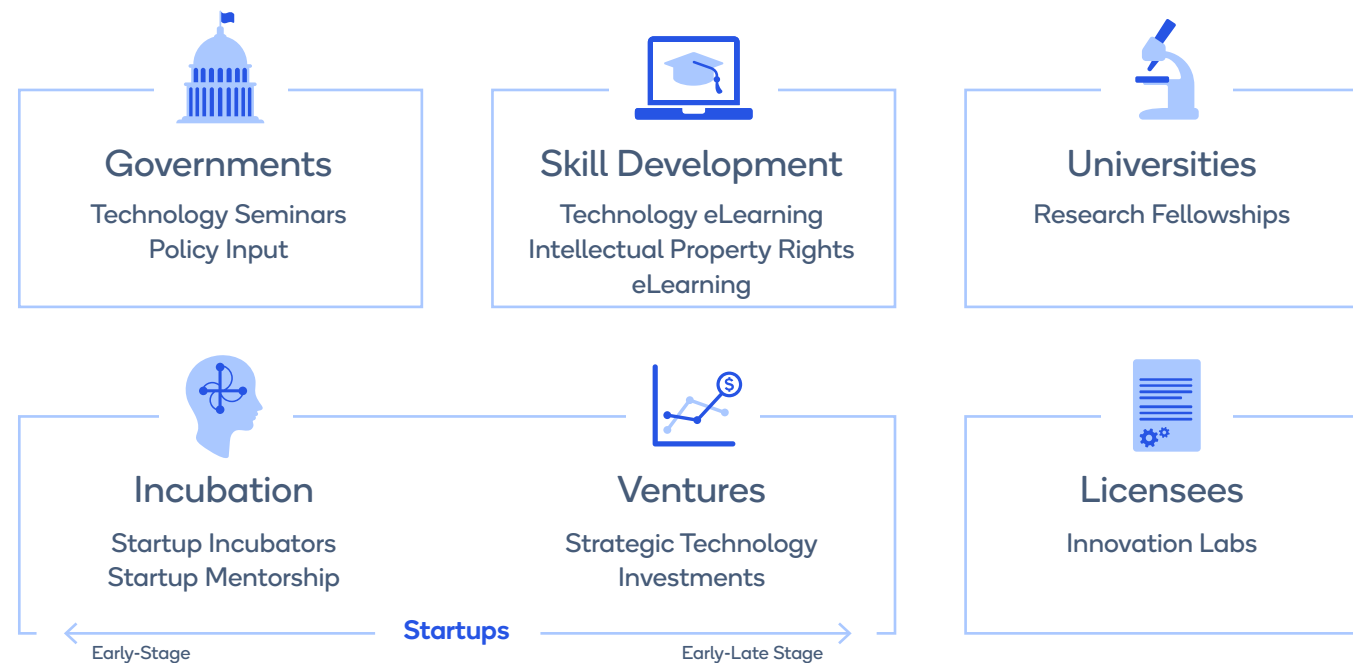 Governments
Technology Seminars
Policy Input
Skill Development
Technology eLearning
Intellectual Property Rights
eLearning
Universities
Research Fellowships
$
Incubation
Startup Incubators
Startup Mentorship
Ventures
Strategic Technology
Investments
Licensees
Innovation Labs
Startups
Early-Stage
Early-Late Stage